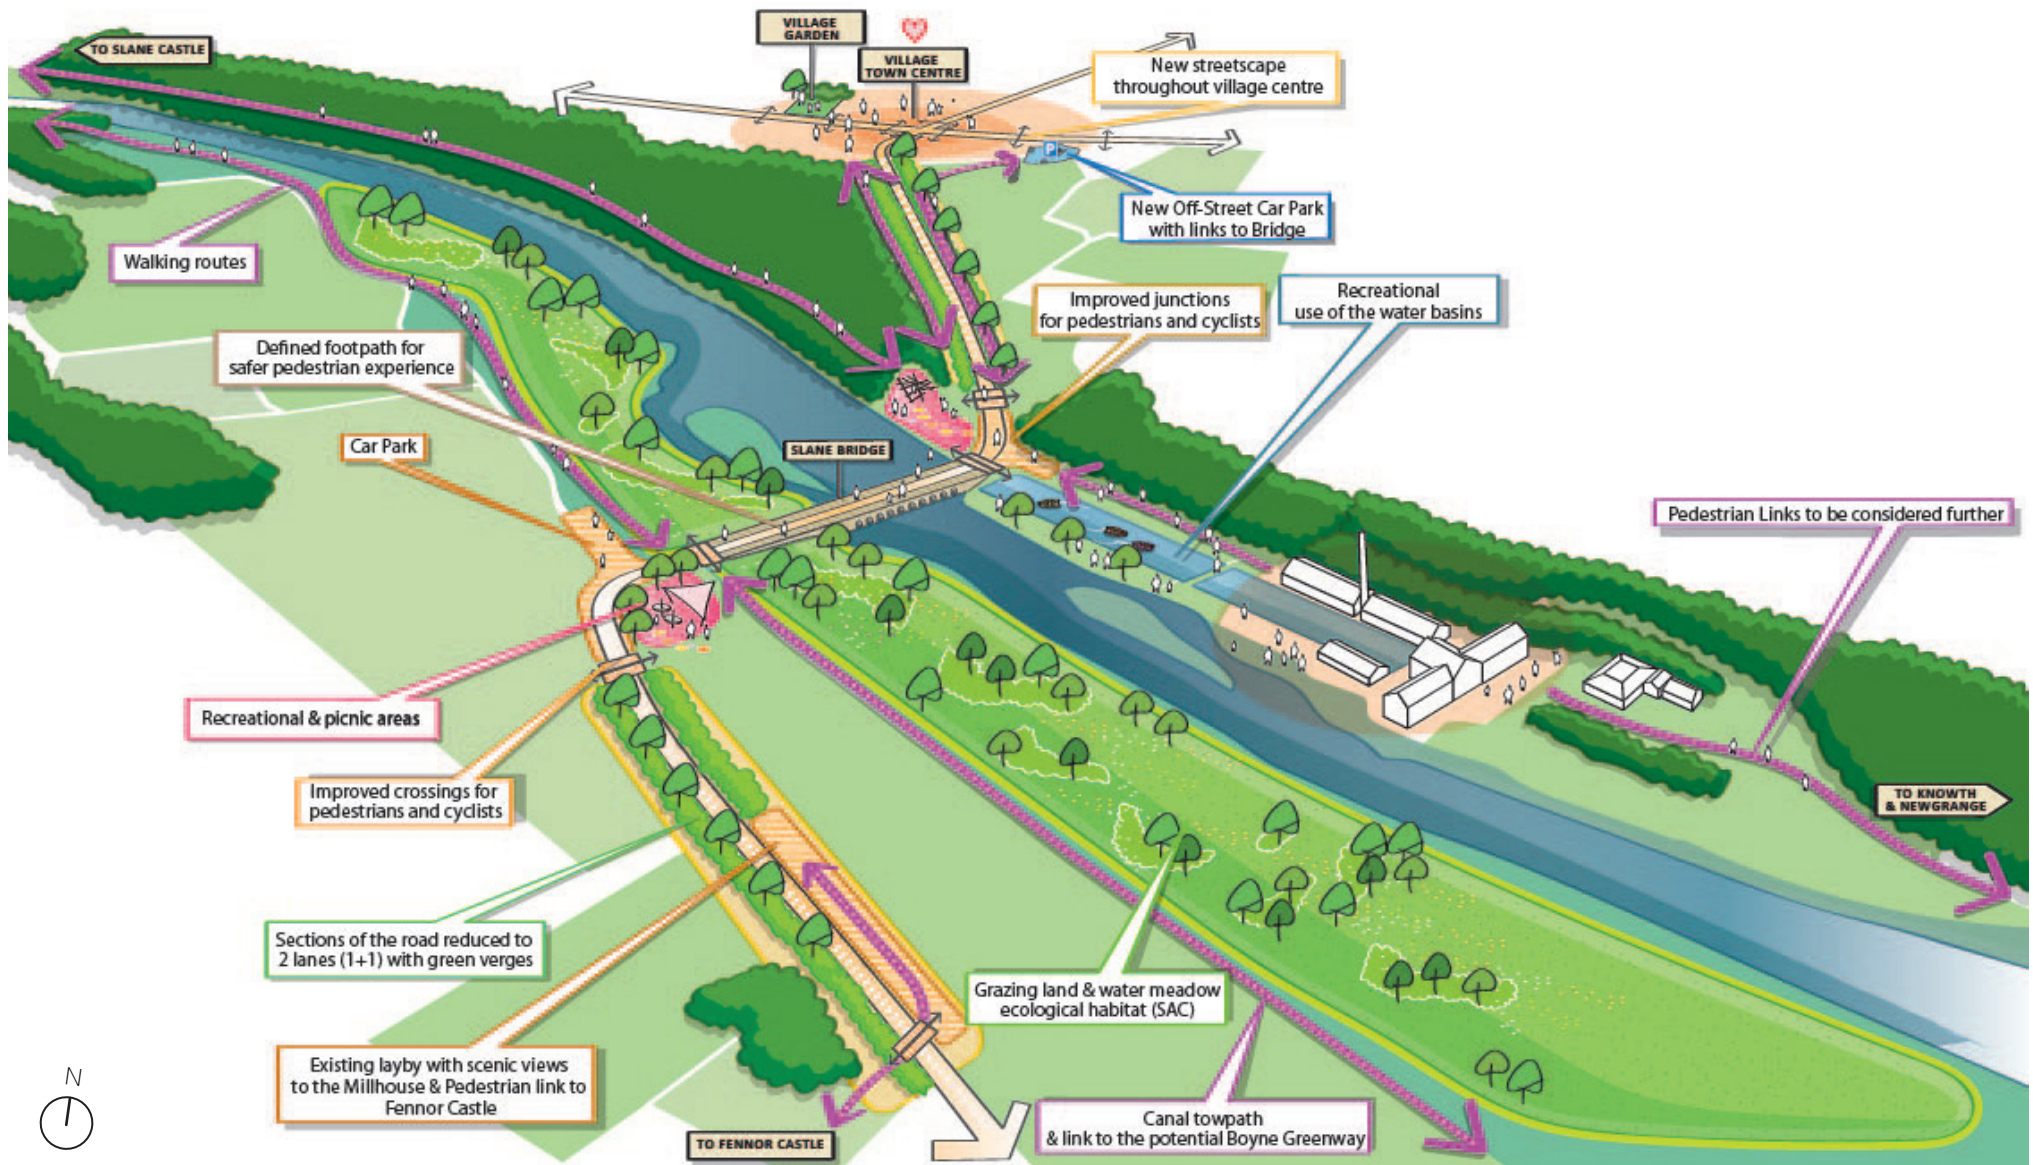 VILLAGE
GARDEN
TO SLANE CASTLE
VILLAGE
TOWN CENTRE
New streetscape
throughout village centre
P
New Off-Street Car Park
with links to Bridge
Walking routes
Improved junctions
for pedestrians and cyclists
Recreational
use of the water basins
Defined footpath for
safer pedestrian experience
Car Park
SLANE BRIDGE
Pedestrian Links to be considered further
Recreational & picnic areas
Improved crossings for
pedestrians and cyclists
TO KNOWTH
& NEWGRANGE
Sections of the road reduced to
2 lanes (1+1) with green verges
Grazing land & water meadow
ecological habitat (SAC)
Existing layby with scenic views
to the Millhouse & Pedestrian link to
Fennor Castle
N
Canal towpath
& link to the potential Boyne Greenway
TO FENNOR CASTLE